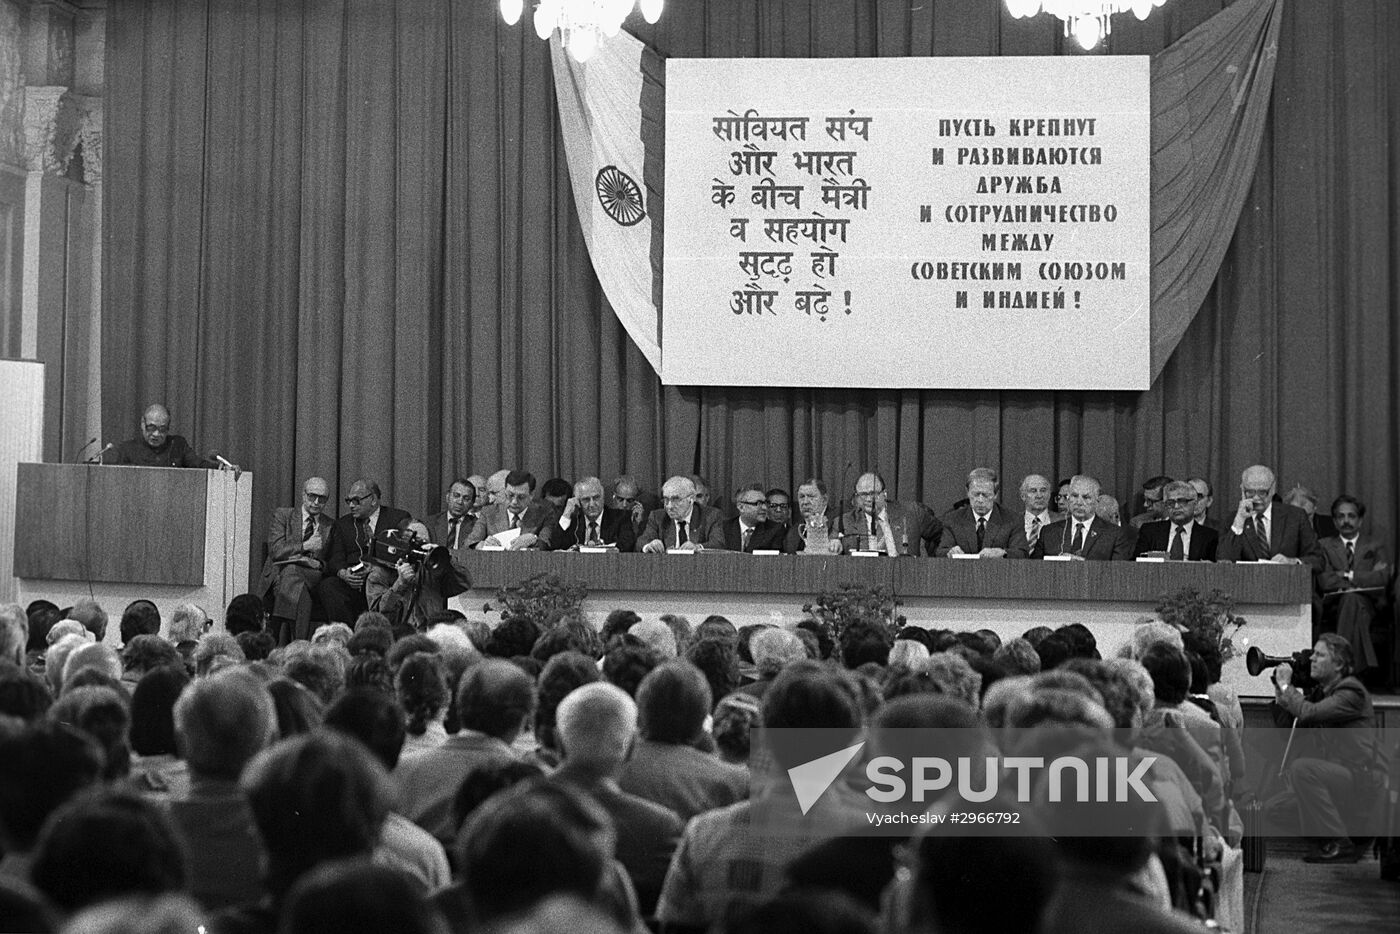 सोवियत संघ
और भारत
के बीच मैत्री
व सहयोग
सुदृढ़ हो
और बढ़े !
ПУСТЬ КРЕПНУТ
И РАЗВИВАЮТСЯ
ДРУЖБА
И СОТРУДНИЧЕСТВО
МЕЖДУ
СОВЕТСКИМ СОЮЗОМ
И ИНДИЕЙ !
SPUTNIK
Vyacheslav #2966792